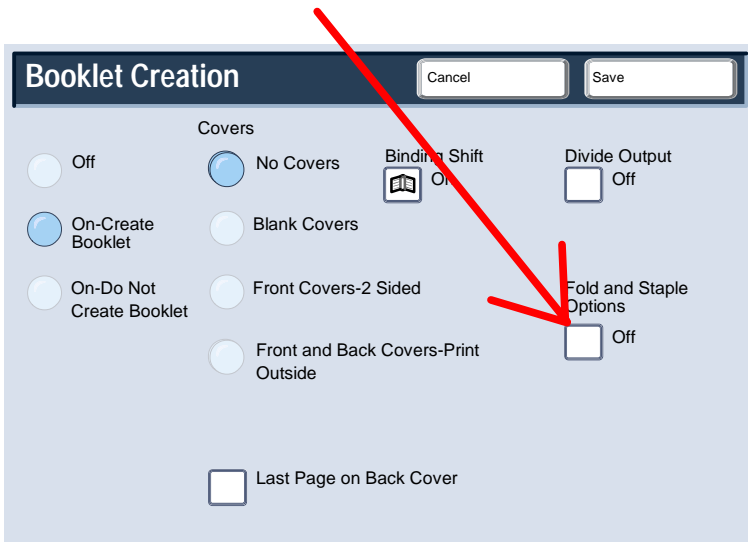 Booklet Creation
Cancel
Save
Covers
Off
No Covers
Binding Shift
On
Divide Output
Off
On-Create
Booklet
Blank Covers
On-Do Not
Create Booklet
Front Covers-2 Sided
Fold and Staple
Options
Off
Front and Back Covers-Print
Outside
Last Page on Back Cover